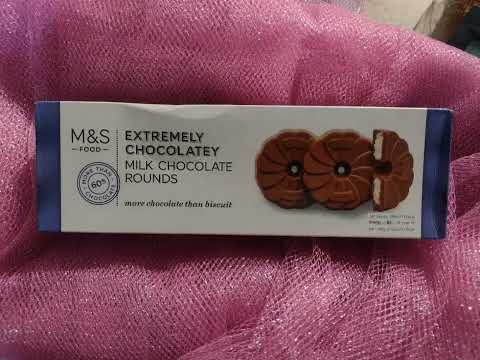 M&S
FOOD
MORE THAN
60%
CHOCOLATE
EXTREMELY
CHOCOLATEY
MILK CHOCOLATE
ROUNDS
more chocolate than biscuit